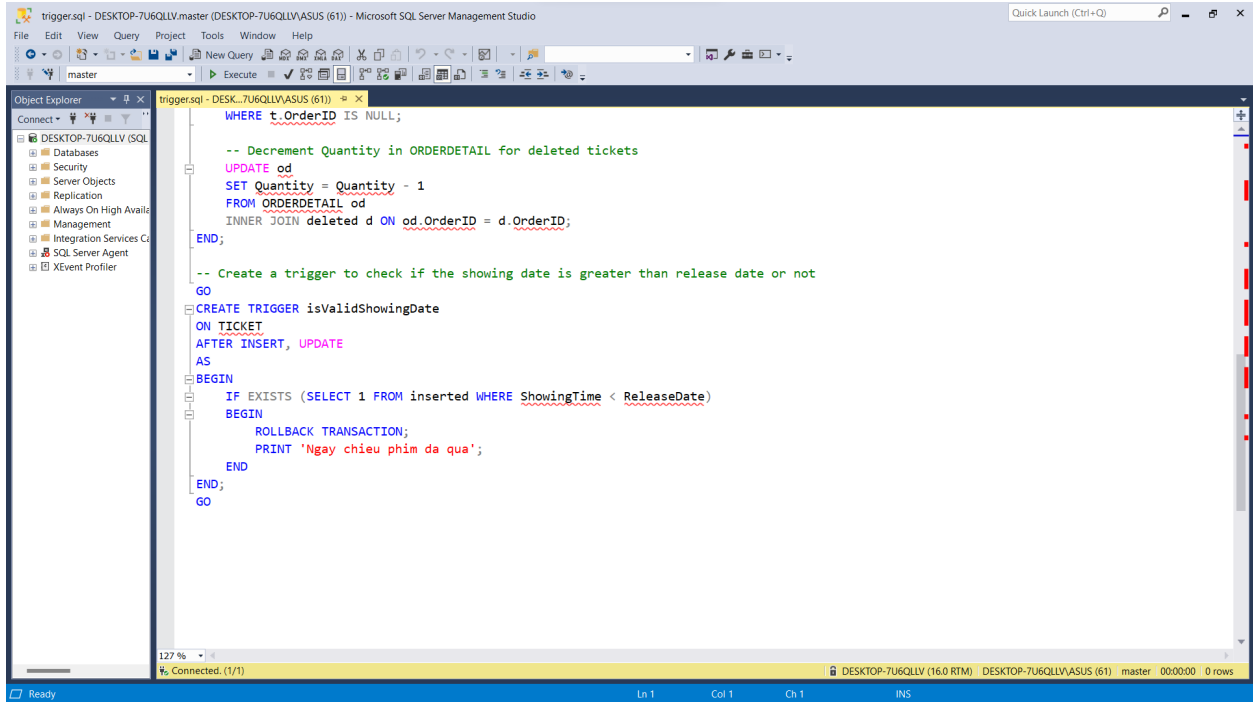 trigger.sql - DESKTOP-7U6QLLV.master (DESKTOP-7U6QLLV\ASUS (61)) - Microsoft SQL Server Management Studio
Quick Launch (Ctrl+Q)
File Edit View Query Project Tools Window Help
New Query
master
Execute
Object Explorer
trigger.sql - DESK...7U6QLLV\ASUS (61))
Connect
DESKTOP-7U6QLLV (SQL
Databases
Security
Server Objects
Replication
Always On High Availa
Management
Integration Services Ca
SQL Server Agent
XEvent Profiler
WHERE t.OrderID IS NULL;
-- Decrement Quantity in ORDERDETAIL for deleted tickets
UPDATE od
SET Quantity = Quantity - 1
FROM ORDERDETAIL od
INNER JOIN deleted d ON od.OrderID = d.OrderID;
END;
-- Create a trigger to check if the showing date is greater than release date or not
GO
CREATE TRIGGER isValidShowingDate
ON TICKET
AFTER INSERT, UPDATE
AS
BEGIN
IF EXISTS (SELECT 1 FROM inserted WHERE ShowingTime < ReleaseDate)
BEGIN
ROLLBACK TRANSACTION;
PRINT 'Ngay chieu phim da qua';
END
END;
GO
127 %
Connected. (1/1)
DESKTOP-7U6QLLV (16.0 RTM) DESKTOP-7U6QLLV\ASUS (61) master 00:00:00 0 rows
Ready
Ln 1 Col 1 Ch 1 INS